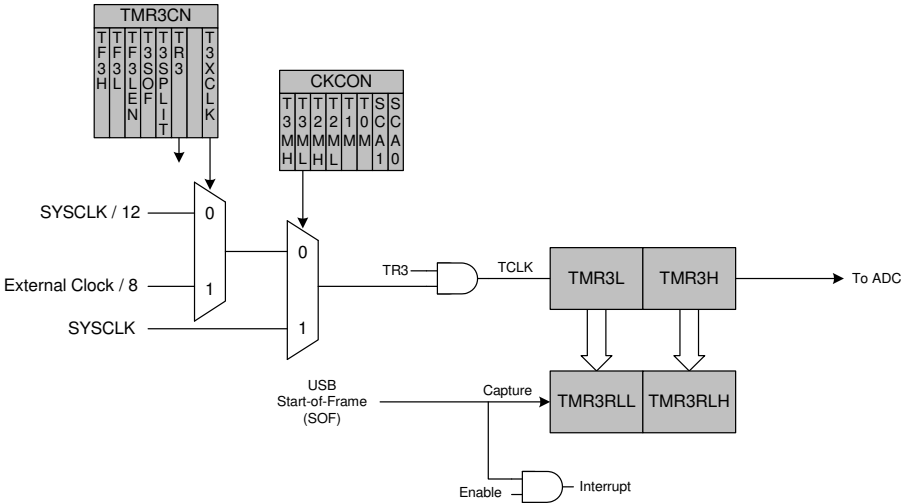 TMR3CN
TF3H
TF3L
TF3LEN
T3SOF
T3SPLIT
TR3
T3XCLK
CKCON
T3MH
T3ML
T2MH
T2ML
T1M
T0M
SCA1
SCA0
SYSCLK / 12
0
External Clock / 8
1
SYSCLK
0
1
TR3
TCLK
TMR3L
TMR3H
To ADC
USB
Start-of-Frame
(SOF)
Capture
TMR3RLL
TMR3RLH
Enable
Interrupt